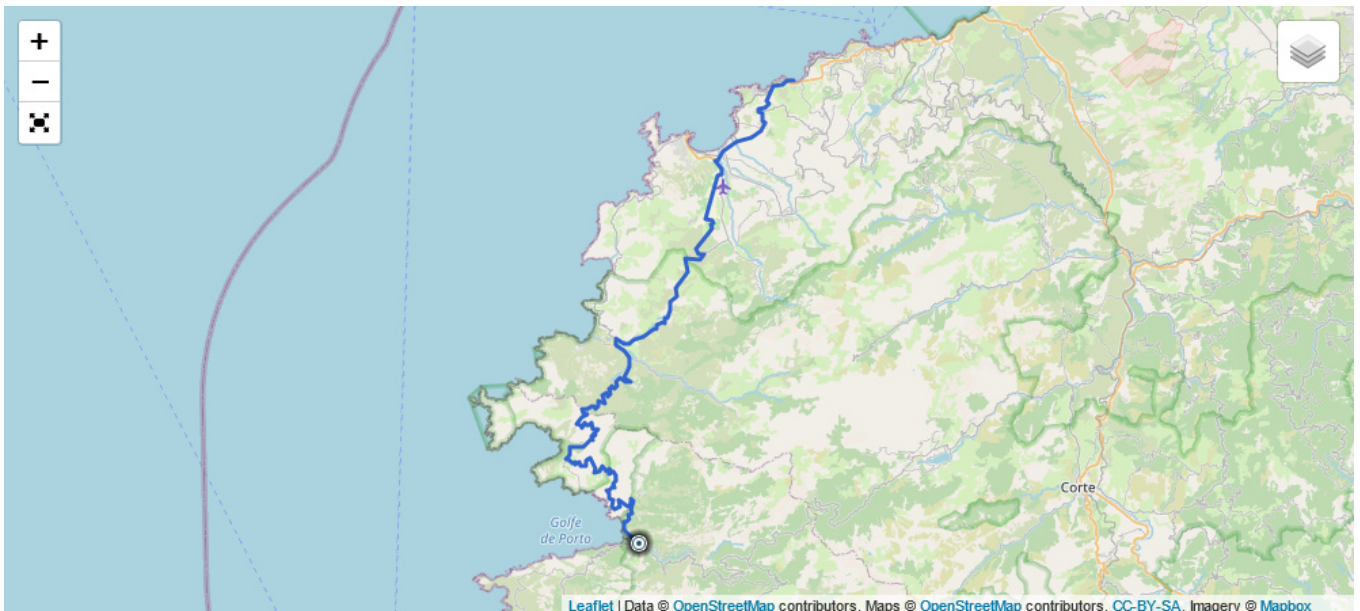 +
−
Corte
Golfe
de Porto
Leaflet | Data © OpenStreetMap contributors, Maps © OpenStreetMap contributors, CC-BY-SA, Imagery © Mapbox